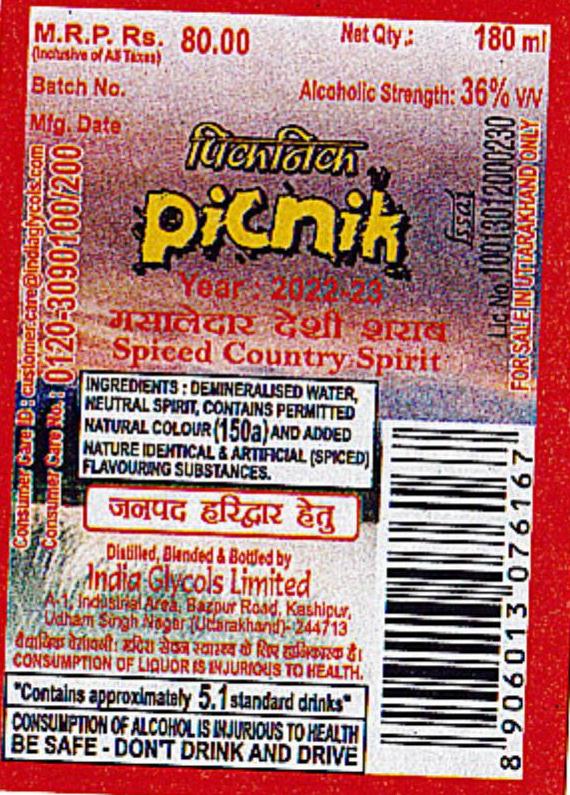 M.R.P. Rs. 80.00 Net Qty.: 180 ml
(Inclusive of All Taxes)
Batch No. Alcoholic Strength: 36% V/V
Mfg. Date
पिकनिक
picnik
Year : 2022-23
मसालेदार देशी शराब
Spiced Country Spirit
fssai
Lic No. 10013012000230
FOR SALE IN UTTARAKHAND ONLY
Consumer Care ID : customer.care@indiaglycols.com
Consumer Care No. : 0120-3090100/200
INGREDIENTS : DEMINERALISED WATER,
NEUTRAL SPIRIT, CONTAINS PERMITTED
NATURAL COLOUR (150a) AND ADDED
NATURE IDENTICAL & ARTIFICIAL (SPICED)
FLAVOURING SUBSTANCES.
जनपद हरिद्वार हेतु
Distilled, Blended & Bottled by
India Glycols Limited
A-1, Industrial Area, Bazpur Road, Kashipur,
Udham Singh Nagar (Uttarakhand)- 244713
वैधानिक चेतावनी: मदिरा सेवन स्वास्थ्य के लिए हानिकारक है।
CONSUMPTION OF LIQUOR IS INJURIOUS TO HEALTH.
"Contains approximately 5.1 standard drinks"
CONSUMPTION OF ALCOHOL IS INJURIOUS TO HEALTH
BE SAFE - DON'T DRINK AND DRIVE
8 906013 076167